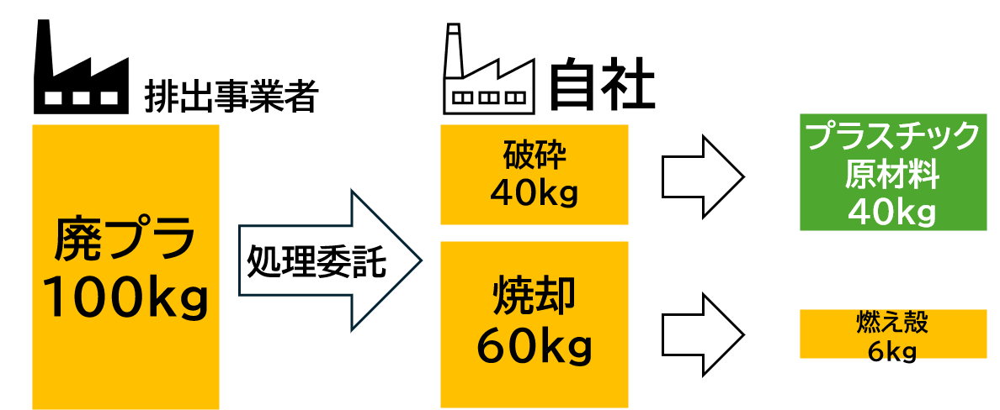 排出事業者
廃プラ
100kg
処理委託
自社
破砕
40kg
焼却
60kg
プラスチック
原材料
40kg
燃え殻
6kg